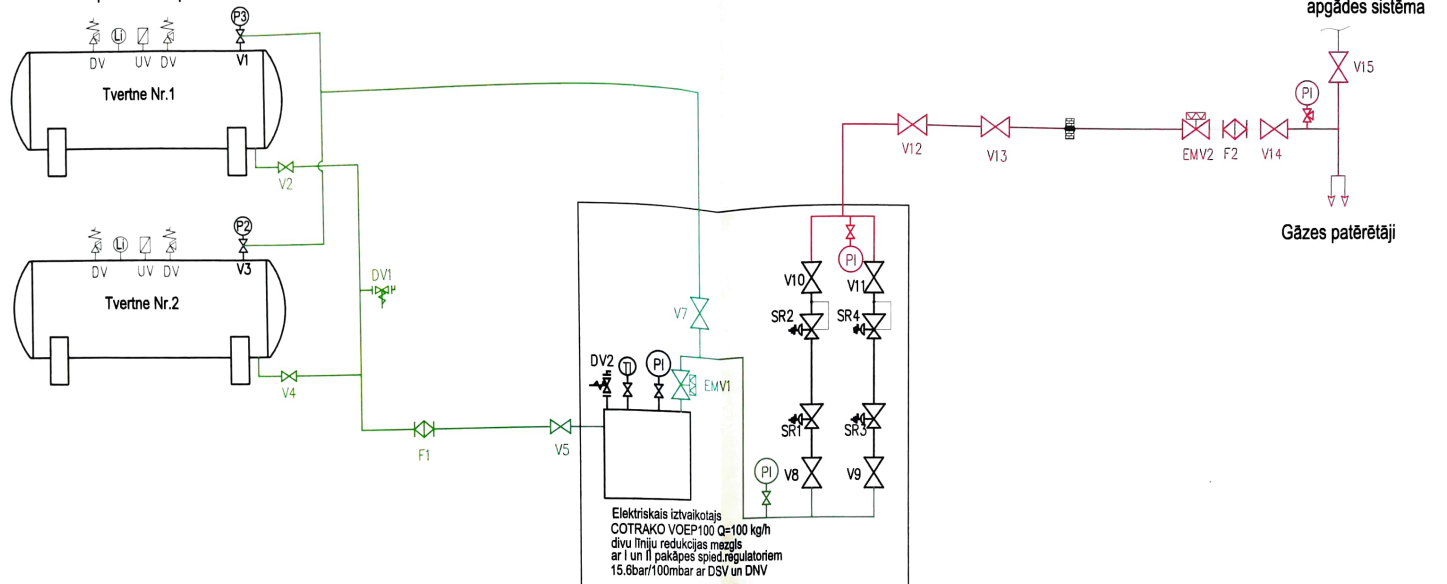 apgādes sistēma
P3
Li
DV
UV
DV
V1
Tvertne Nr.1
V2
P2
Li
DV
UV
DV
V3
Tvertne Nr.2
DV1
V4
F1
V5
V7
DV2
TI
PI
EMV1
V12
V13
EMV2
F2
V14
PI
V15
Gāzes patērētāji
PI
V10
V11
SR2
SR4
SR1
SR3
V8
V9
PI
Elektriskais iztvaikotajs
COTRAKO VOEP100 Q=100 kg/h
divu līniju redukcijas mezgls
ar I un II pakāpes spied.regulatoriem
15.6bar/100mbar ar DSV un DNV